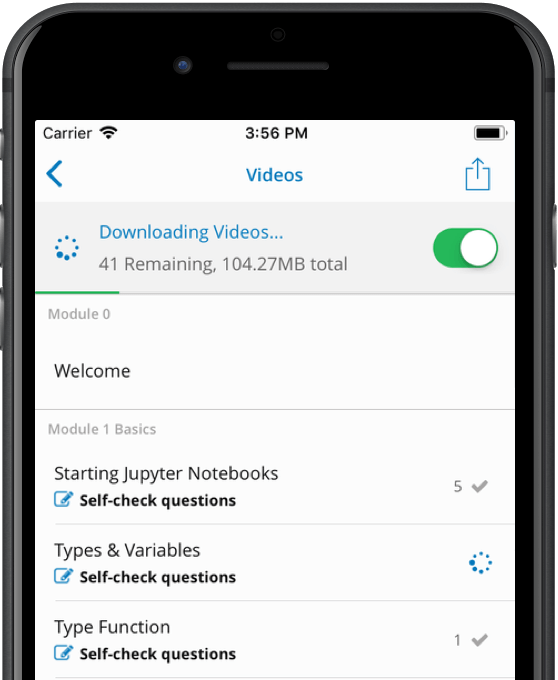 Carrier 3:56 PM
Videos
Downloading Videos...
41 Remaining, 104.27MB total
Module 0
Welcome
Module 1 Basics
Starting Jupyter Notebooks
Self-check questions
5
Types & Variables
Self-check questions
Type Function
Self-check questions
1